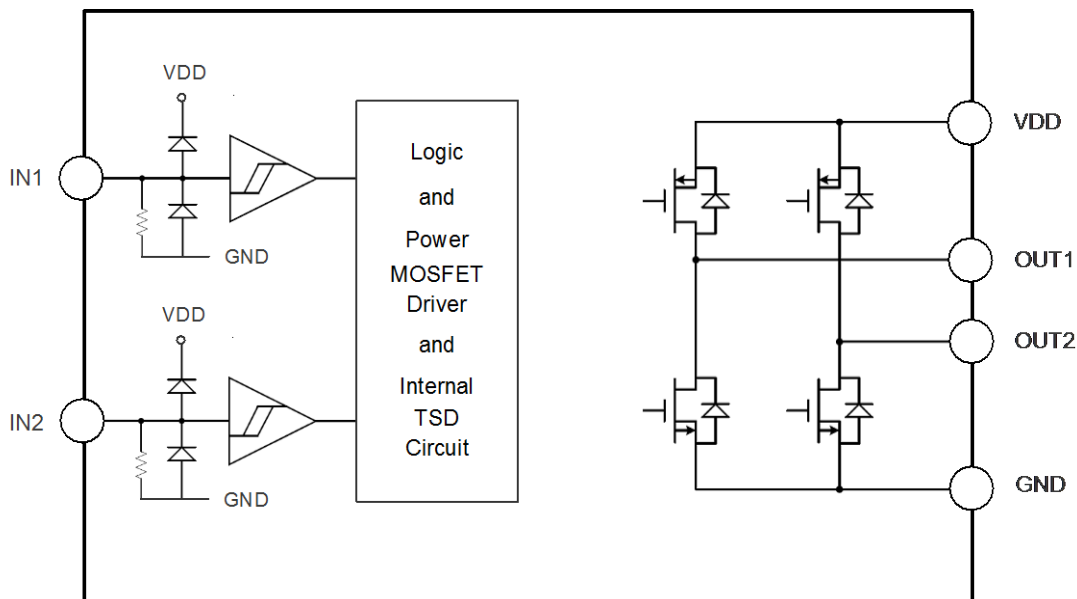 VDD
IN1
GND
VDD
IN2
GND
Logic
and
Power
MOSFET
Driver
and
Internal
TSD
Circuit
VDD
OUT1
OUT2
GND